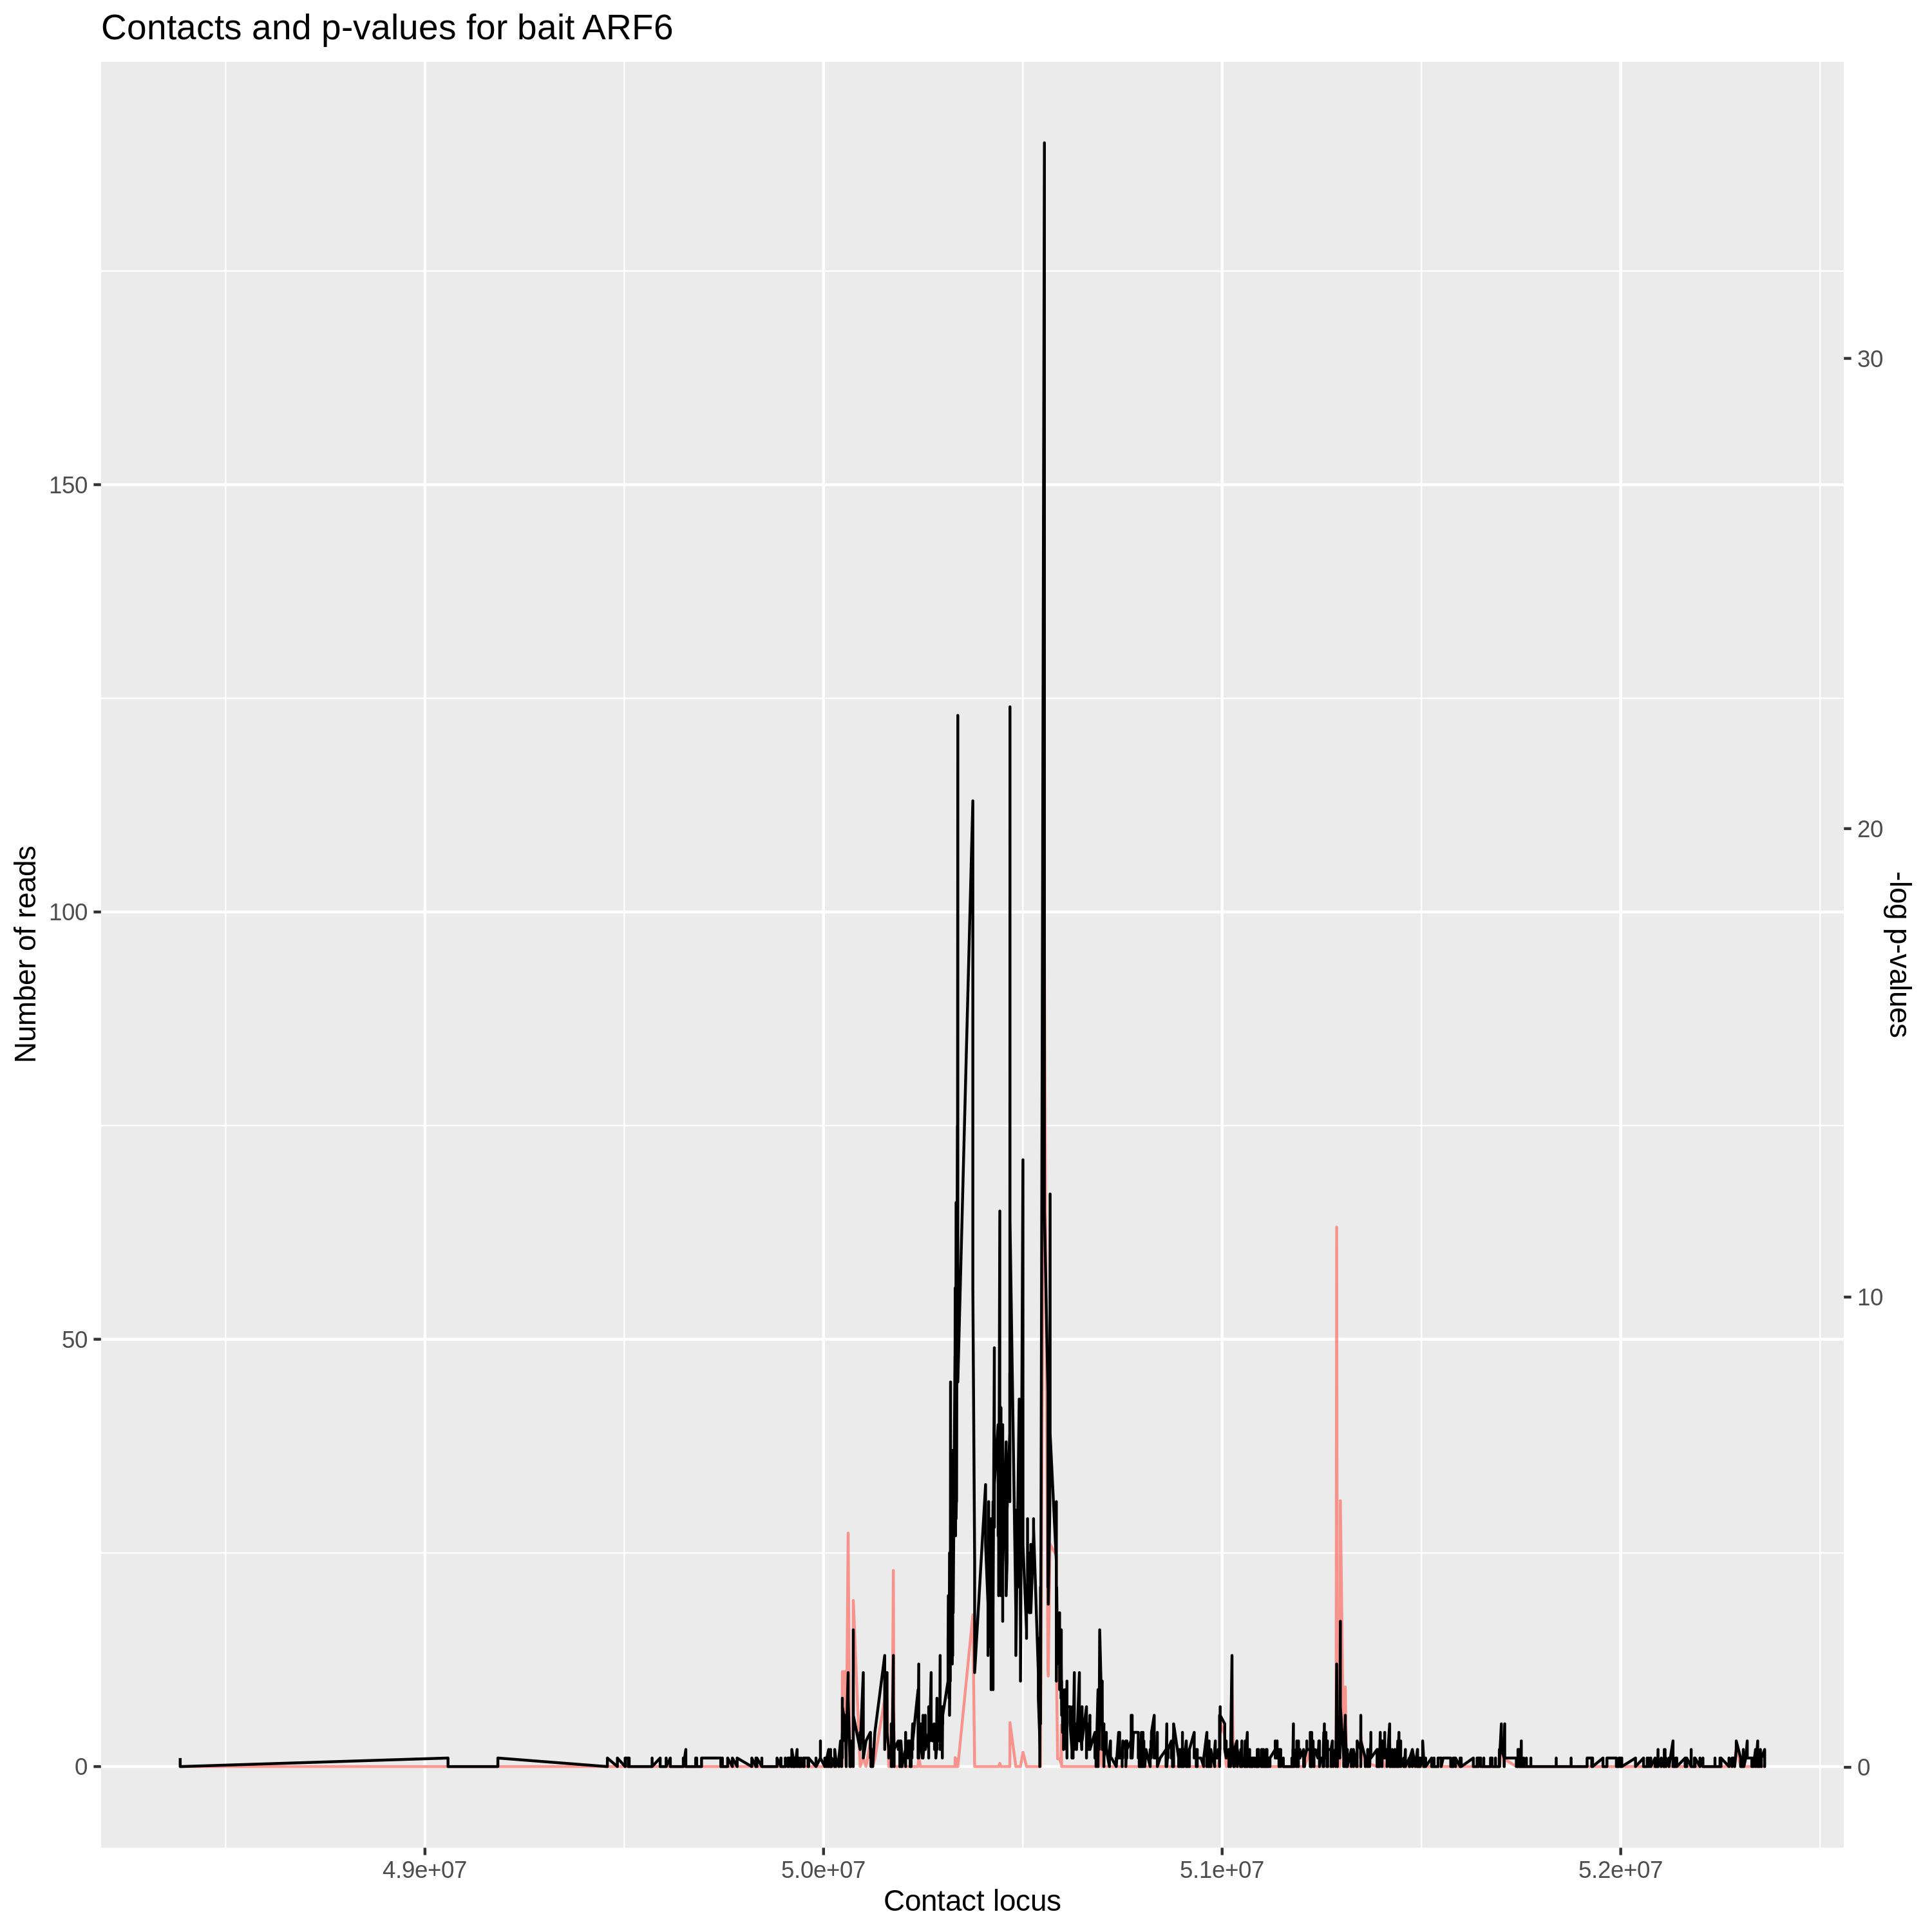 Contacts and p-values for bait ARF6
Number of reads
150
100
50
0
30
20
10
0
-log p-values
4.9e+07 5.0e+07 5.1e+07 5.2e+07
Contact locus